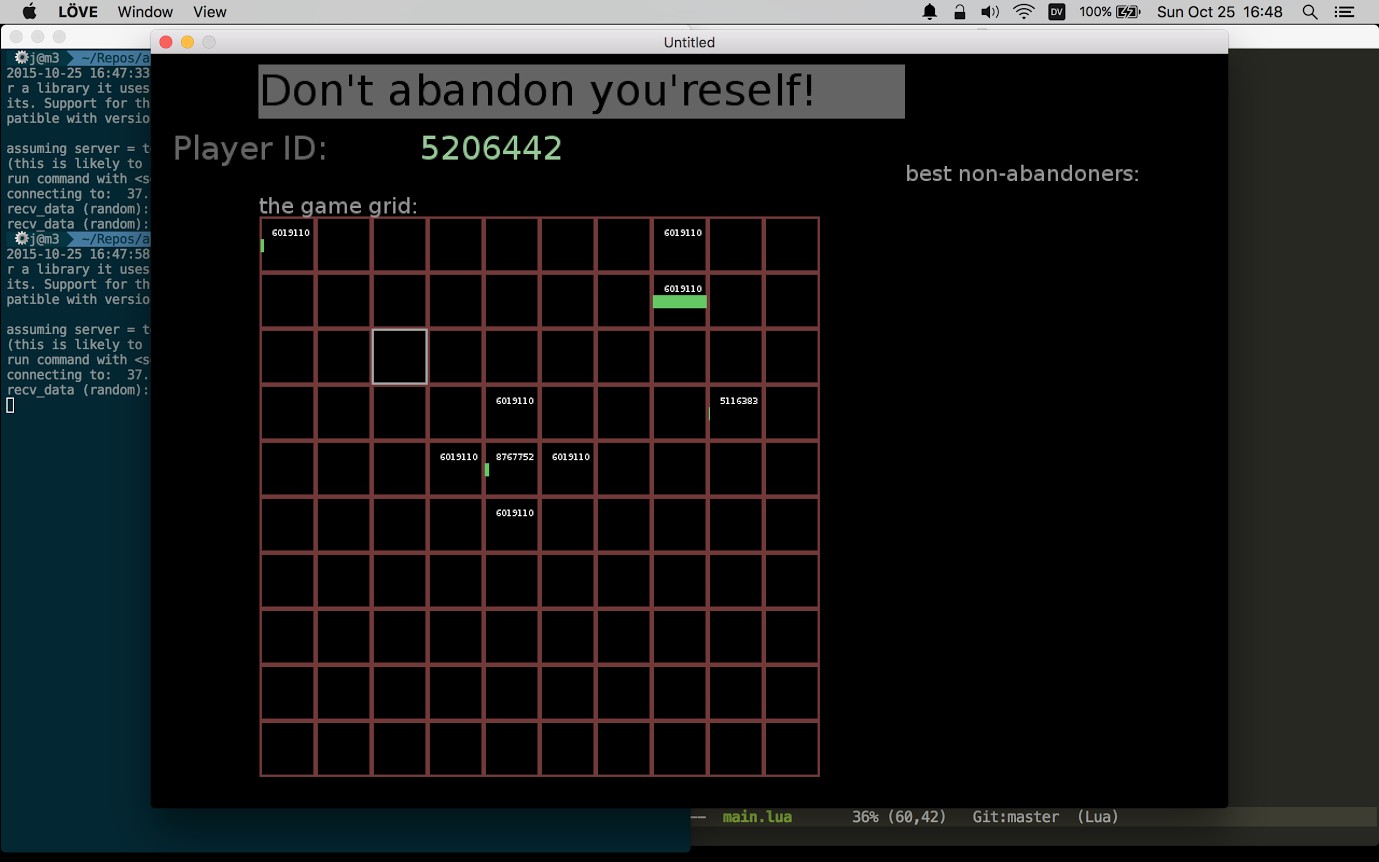 LÖVE Window View DV 100% Sun Oct 25 16:48
Untitled
j@m3 ~/Repos/a
2015-10-25 16:47:33
r a library it uses
its. Support for th
patible with versio
assuming server = t
(this is likely to
run command with <s
connecting to: 37.
recv_data (random):
recv_data (random):
j@m3 ~/Repos/a
2015-10-25 16:47:58
r a library it uses
its. Support for th
patible with versio
assuming server = t
(this is likely to
run command with <s
connecting to: 37.
recv_data (random):
Don't abandon you'reself!
Player ID: 5206442
best non-abandoners:
the game grid:
6019110 6019110
6019110
6019110 5116383
6019110 8767752 6019110
6019110
-- main.lua 36% (60,42) Git:master (Lua)